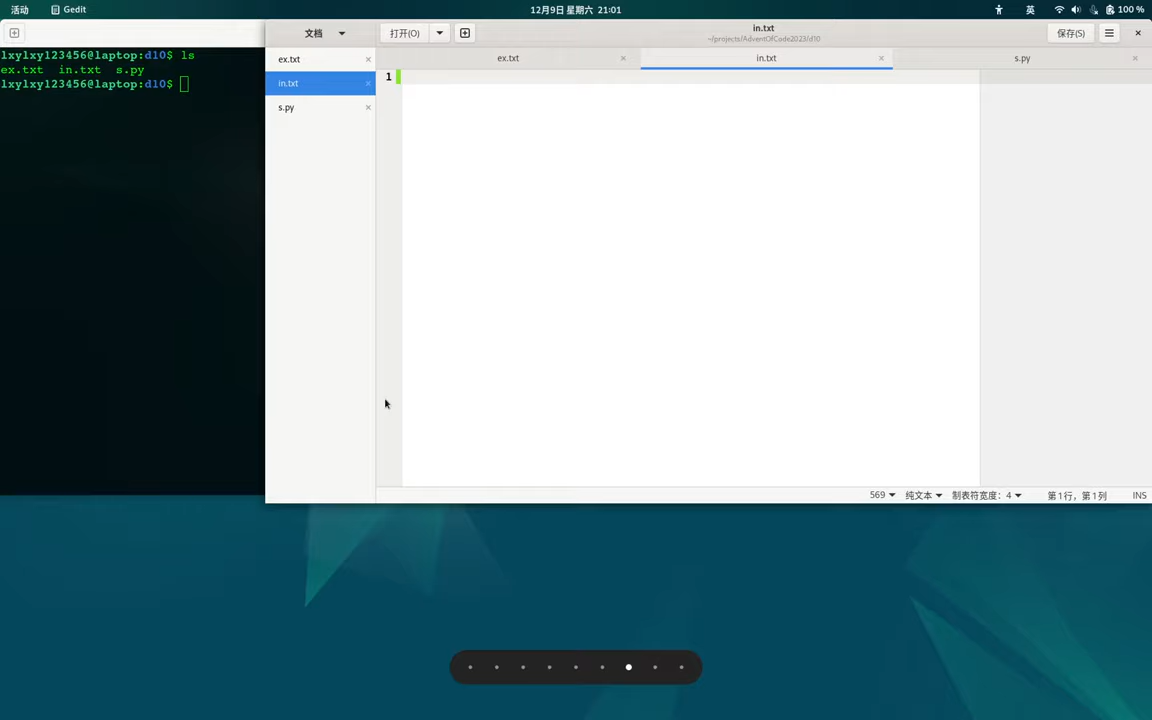 活动 Gedit 12月9日 星期六 21:01 英 100 %
lxylxy123456@laptop:d10$ ls
ex.txt in.txt s.py
lxylxy123456@laptop:d10$
文档 打开(O) in.txt 保存(S)
~/projects/AdventOfCode2023/d10
ex.txt
in.txt
s.py
ex.txt in.txt s.py
1
569 纯文本 制表符宽度：4 第1行，第1列 INS